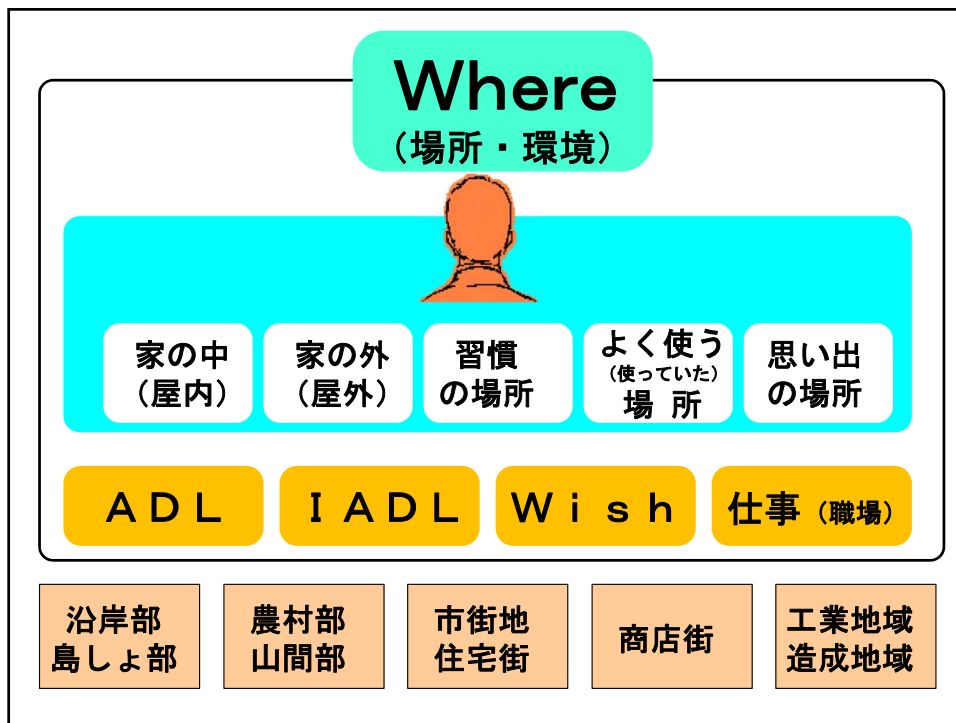 Where
（場所・環境）
家の中
（屋内）
家の外
（屋外）
習慣
の場所
よく使う
（使っていた）
場 所
思い出
の場所
ＡＤＬ
ＩＡＤＬ
Ｗｉｓｈ
仕事（職場）
沿岸部
島しょ部
農村部
山間部
市街地
住宅街
商店街
工業地域
造成地域